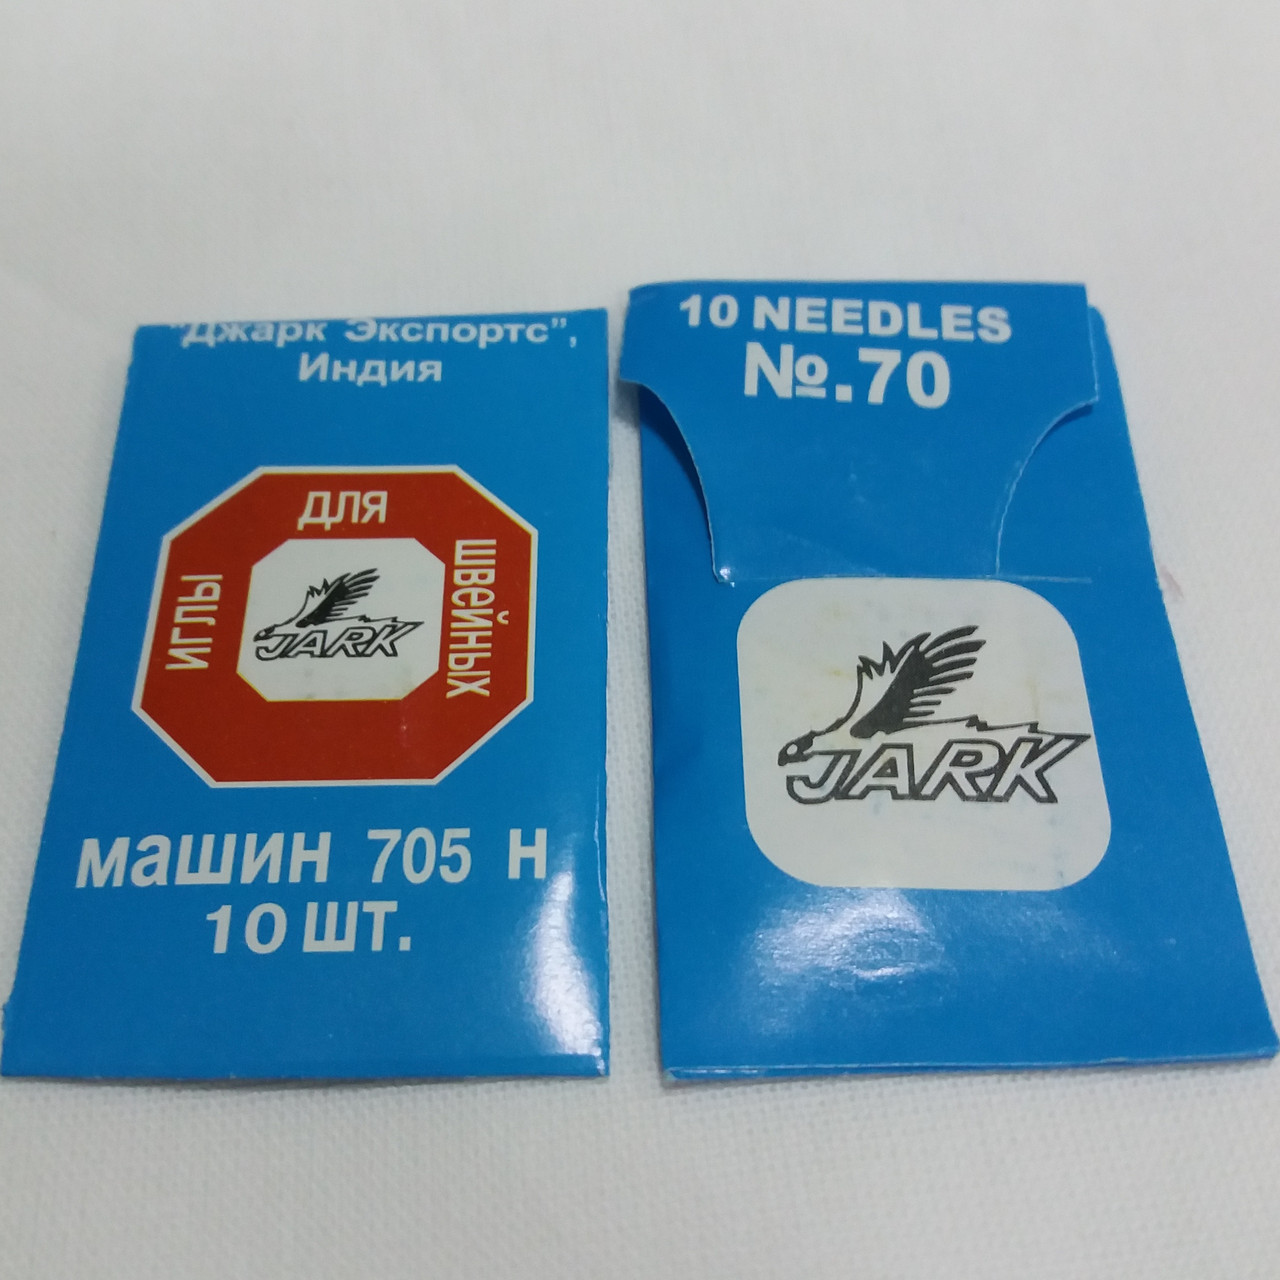 "Джарк Экспортс",
Индия
ИГЛЫ
ДЛЯ
ШВЕЙНЫХ
JARK
машин 705 Н
10 ШТ.
10 NEEDLES
№.70
JARK